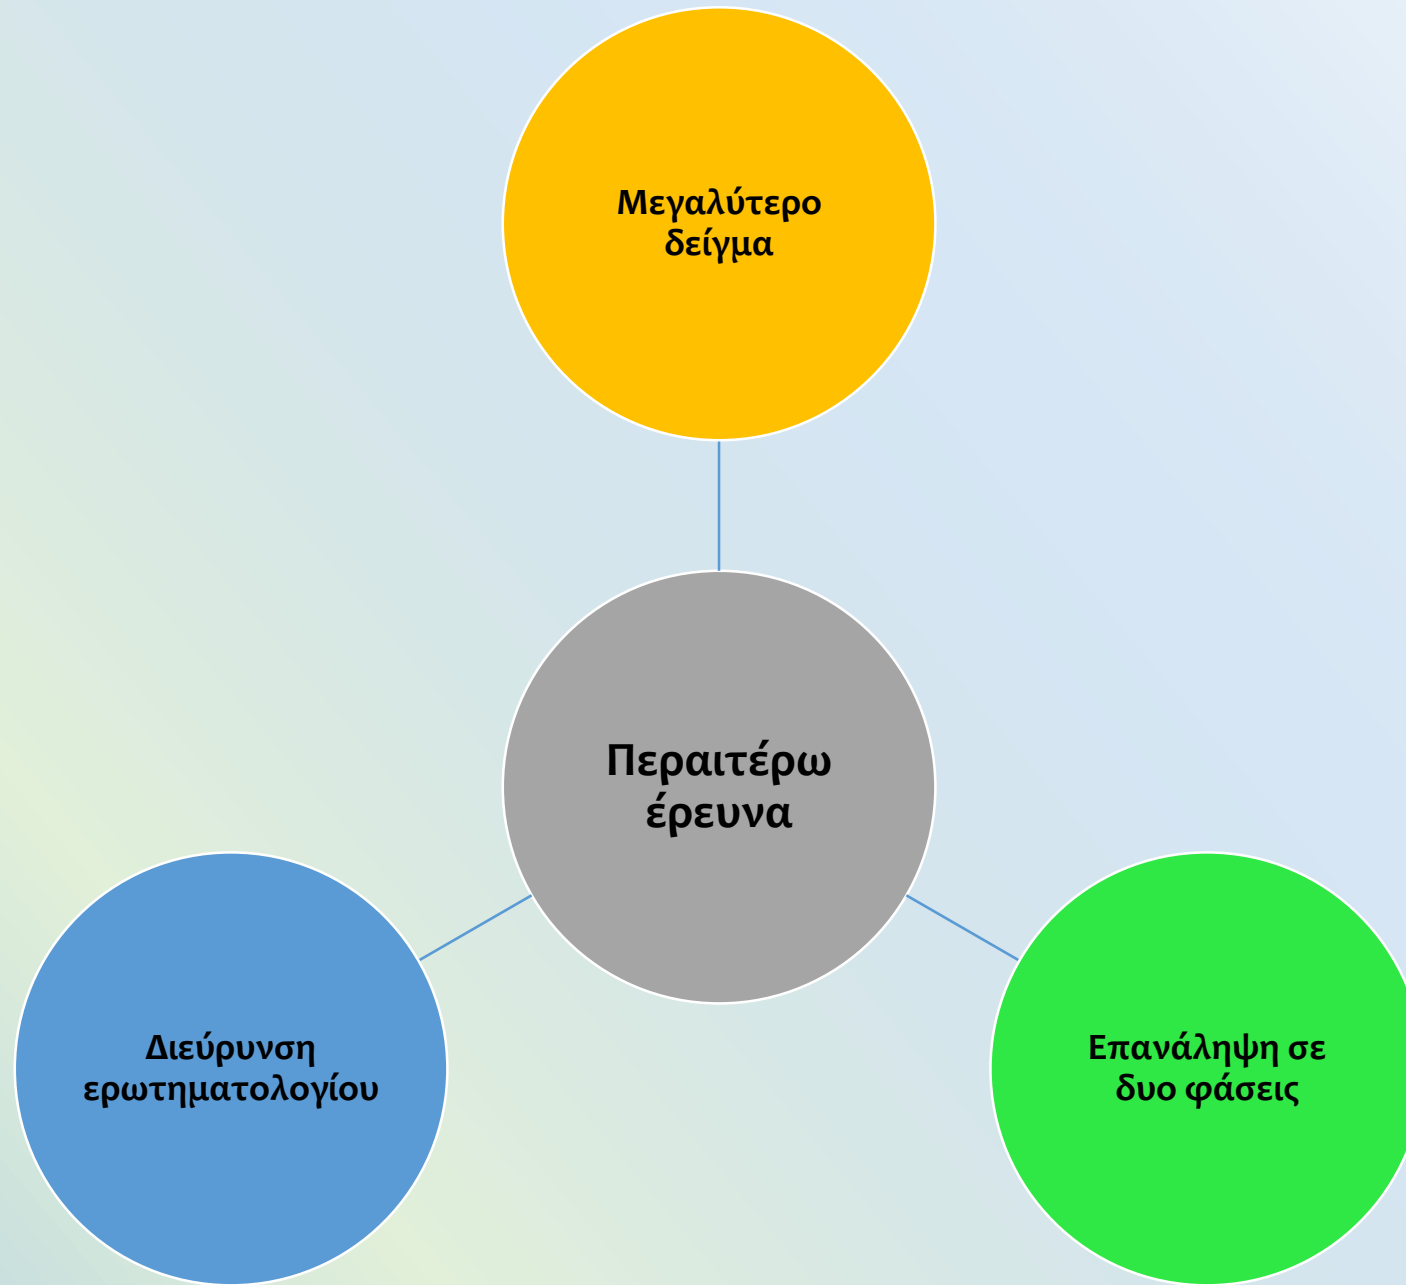 Μεγαλύτερο
δείγμα
Περαιτέρω
έρευνα
Διεύρυνση
ερωτηματολογίου
Επανάληψη σε
δυο φάσεις